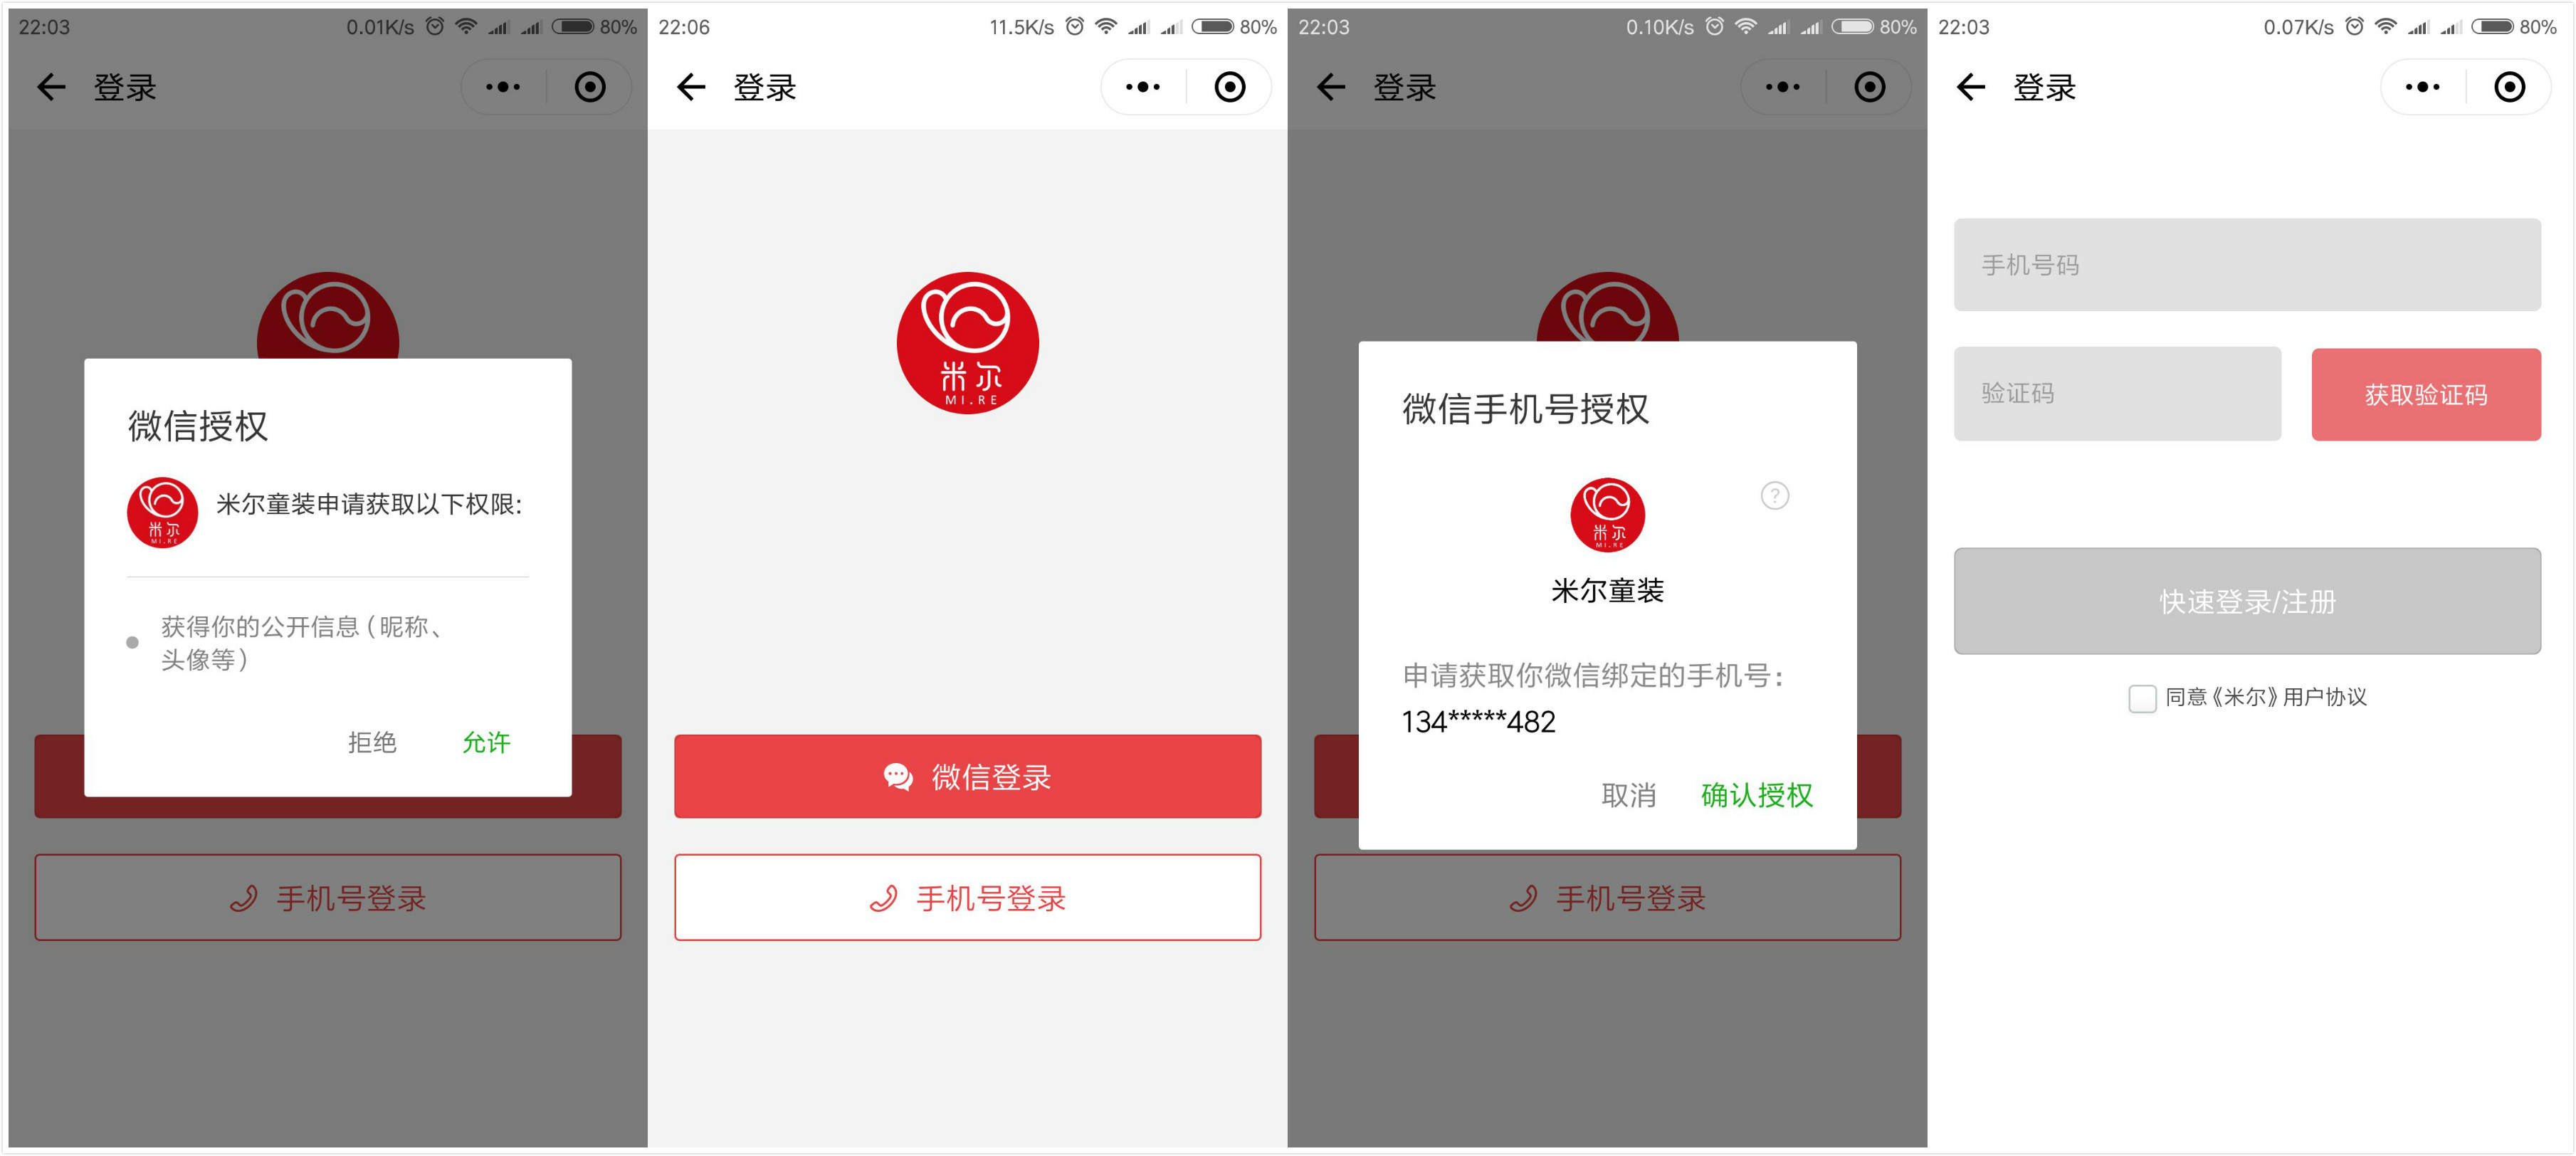 22:03
0.01K/s
80%
登录
米尔童装申请获取以下权限:
微信授权
米尔
MI.RE
获得你的公开信息(昵称、
头像等)
拒绝
允许
手机号登录
22:06
11.5K/s
80%
登录
米尔
MI.RE
微信登录
手机号登录
22:03
0.10K/s
80%
登录
微信手机号授权
?
米尔
MI.RE
米尔童装
申请获取你微信绑定的手机号:
134*****482
取消
确认授权
手机号登录
22:03
0.07K/s
80%
登录
手机号码
验证码
获取验证码
快速登录/注册
同意《米尔》用户协议